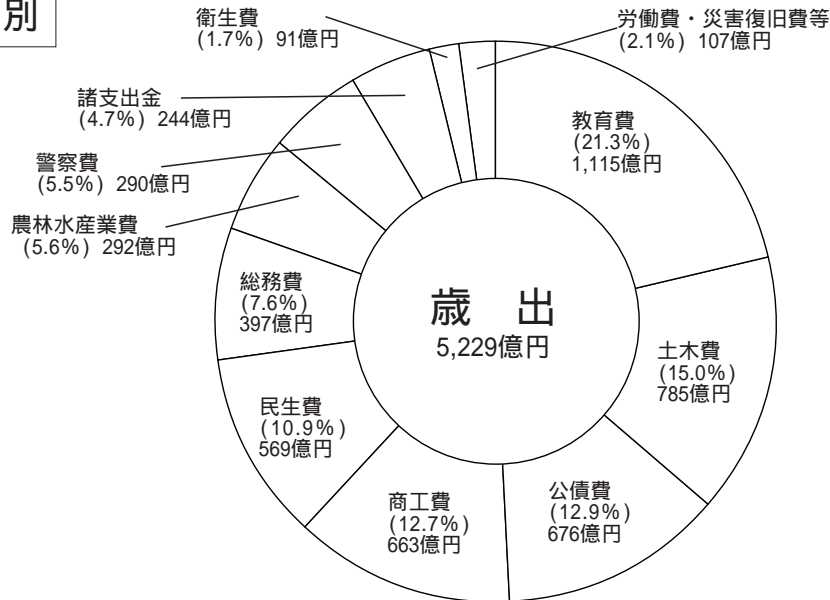 別
衛生費
(1.7%) 91億円
労働費・災害復旧費等
(2.1%) 107億円
諸支出金
(4.7%) 244億円
教育費
(21.3%)
1,115億円
警察費
(5.5%) 290億円
農林水産業費
(5.6%) 292億円
総務費
(7.6%)
397億円
歳 出
5,229億円
土木費
(15.0%)
785億円
民生費
(10.9%)
569億円
公債費
(12.9%)
676億円
商工費
(12.7%)
663億円